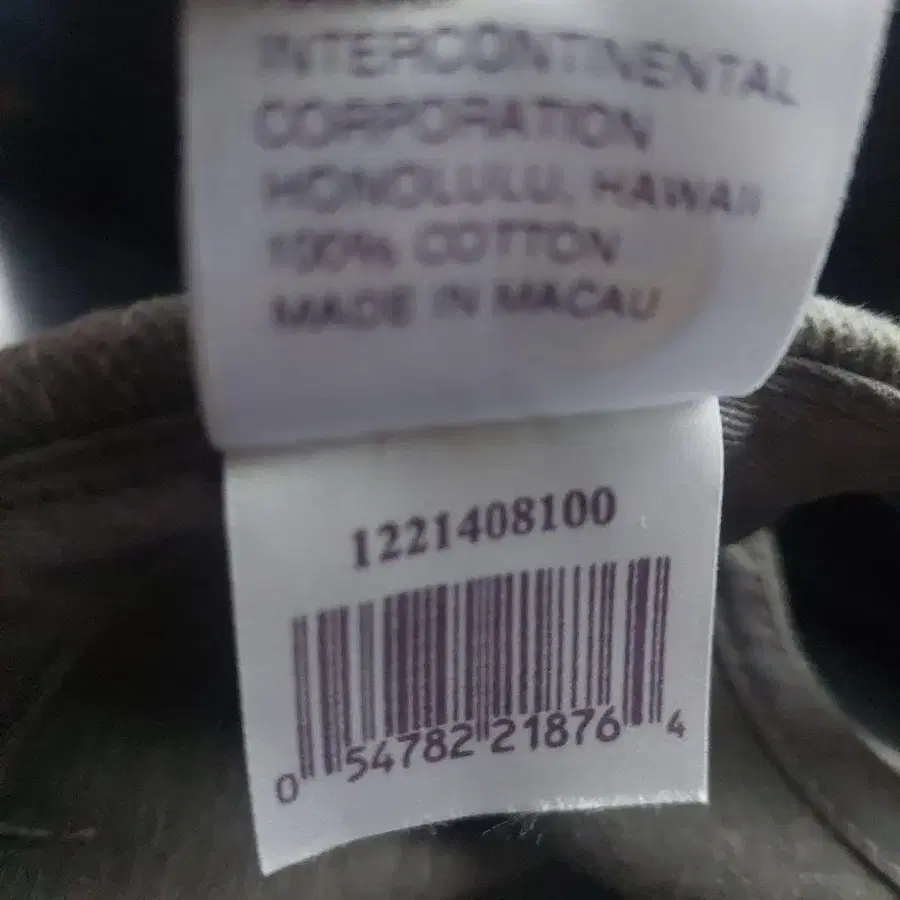 INTERCONTINENTAL
CORPORATION
HONOLULU, HAWAII
100% COTTON
MADE IN MACAU
1221408100
0 54782 21876 4